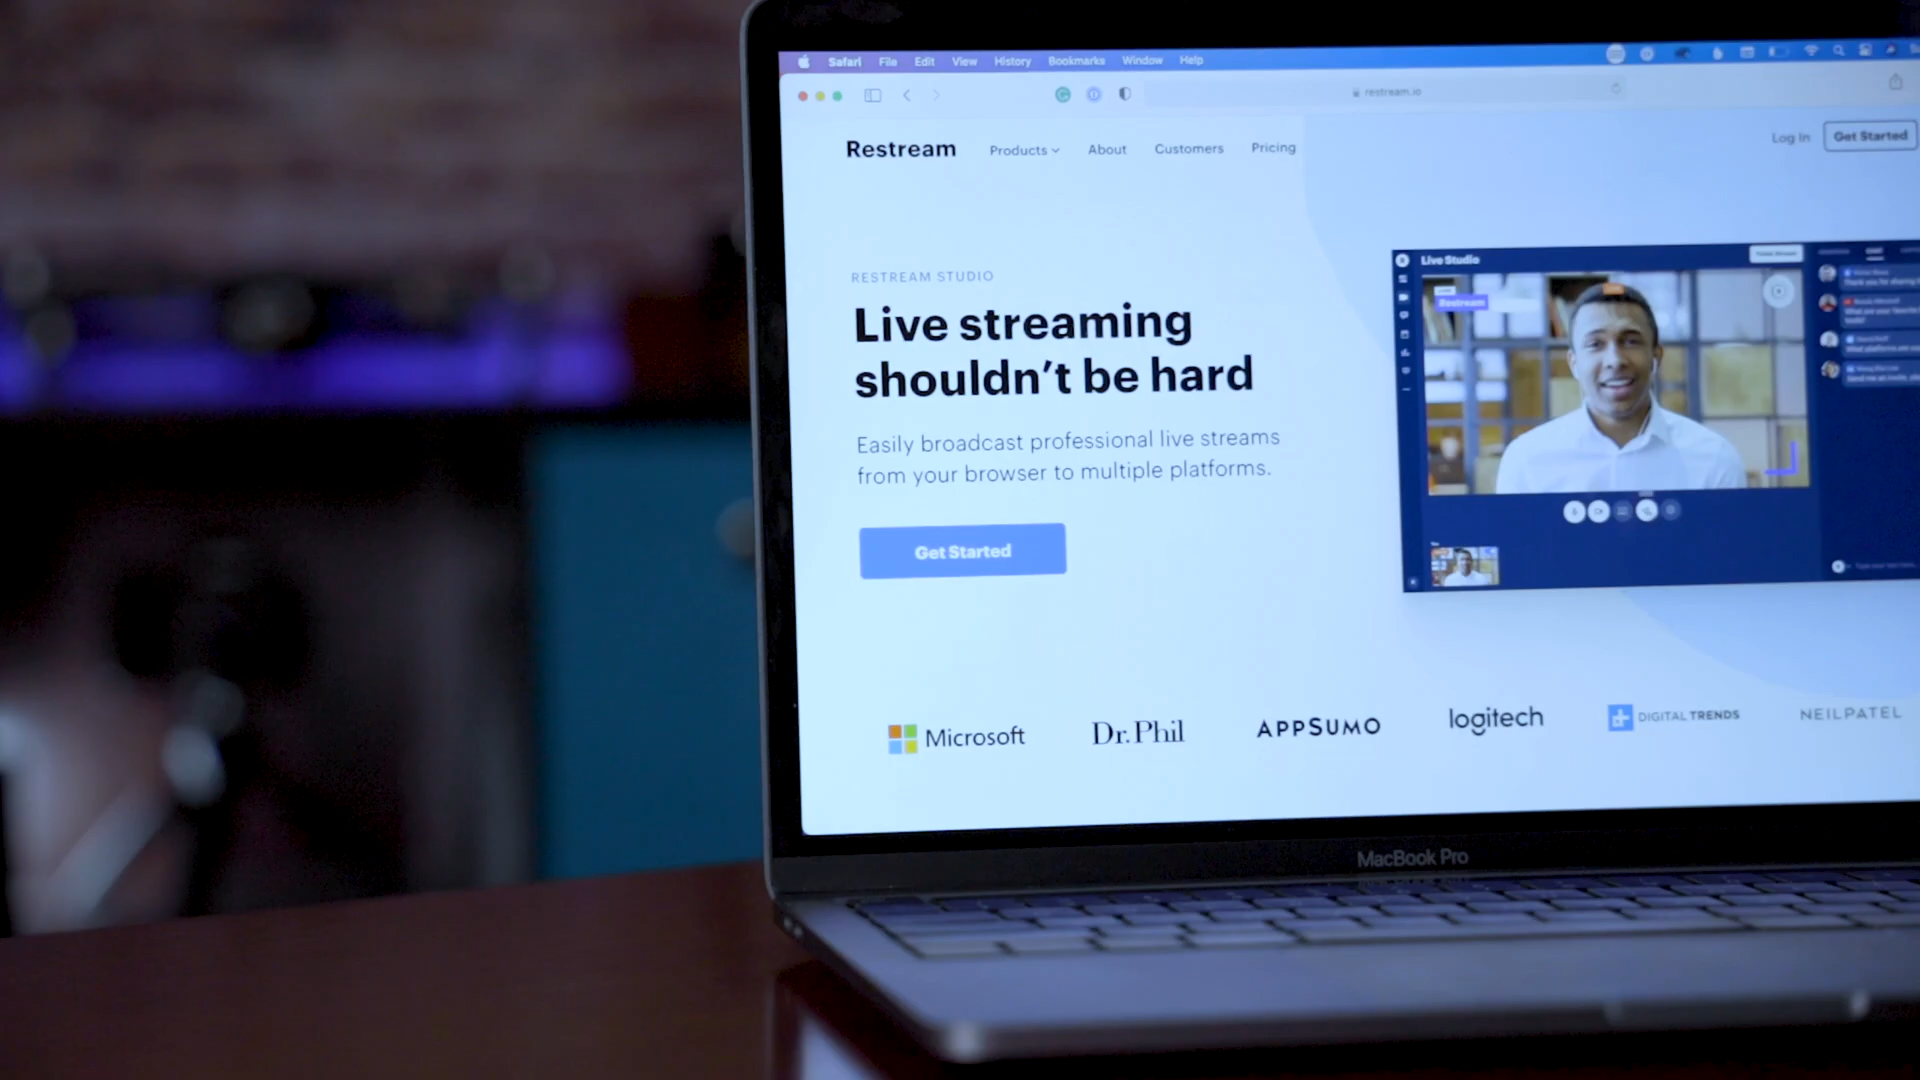 Safari File Edit View History Bookmarks Window Help
restream.io
Restream Products About Customers Pricing Log In Get Started
RESTREAM STUDIO
Live streaming
shouldn’t be hard
Easily broadcast professional live streams
from your browser to multiple platforms.
Get Started
Live Studio
Restream
Microsoft Dr. Phil APPSUMO logitech DIGITAL TRENDS NEILPATEL
MacBook Pro